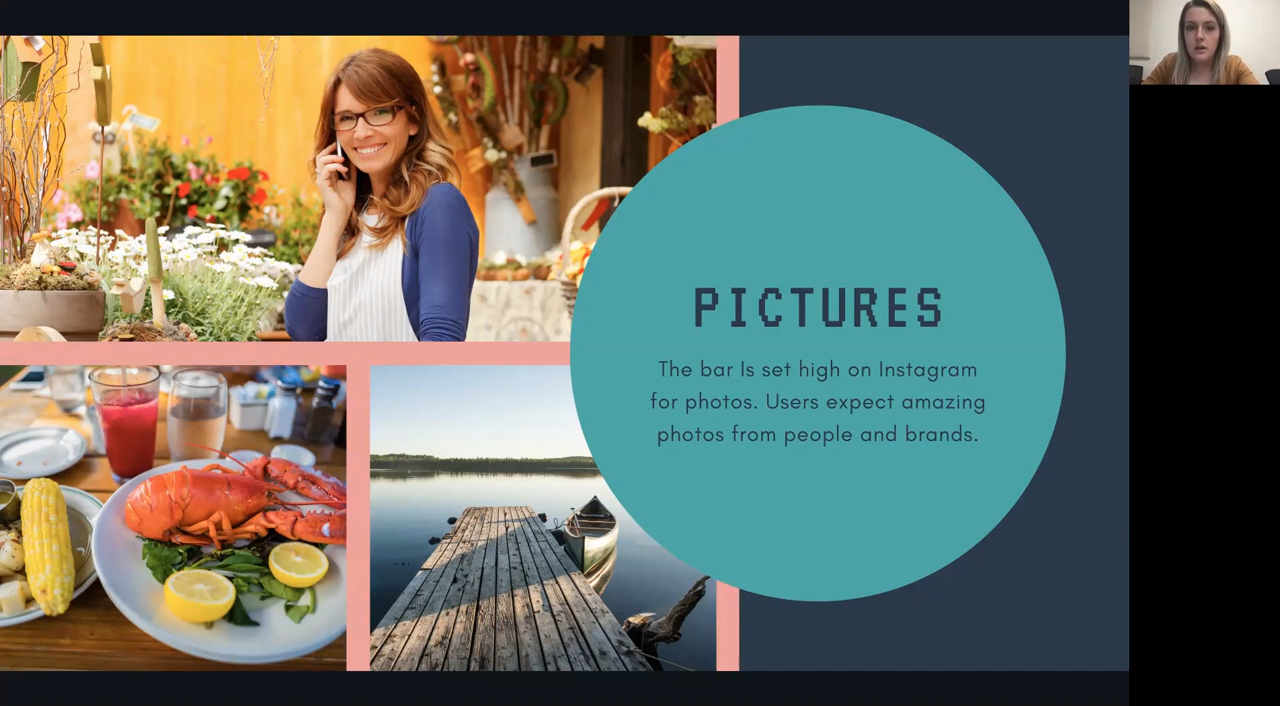 PICTURES
The bar Is set high on Instagram
for photos. Users expect amazing
photos from people and brands.